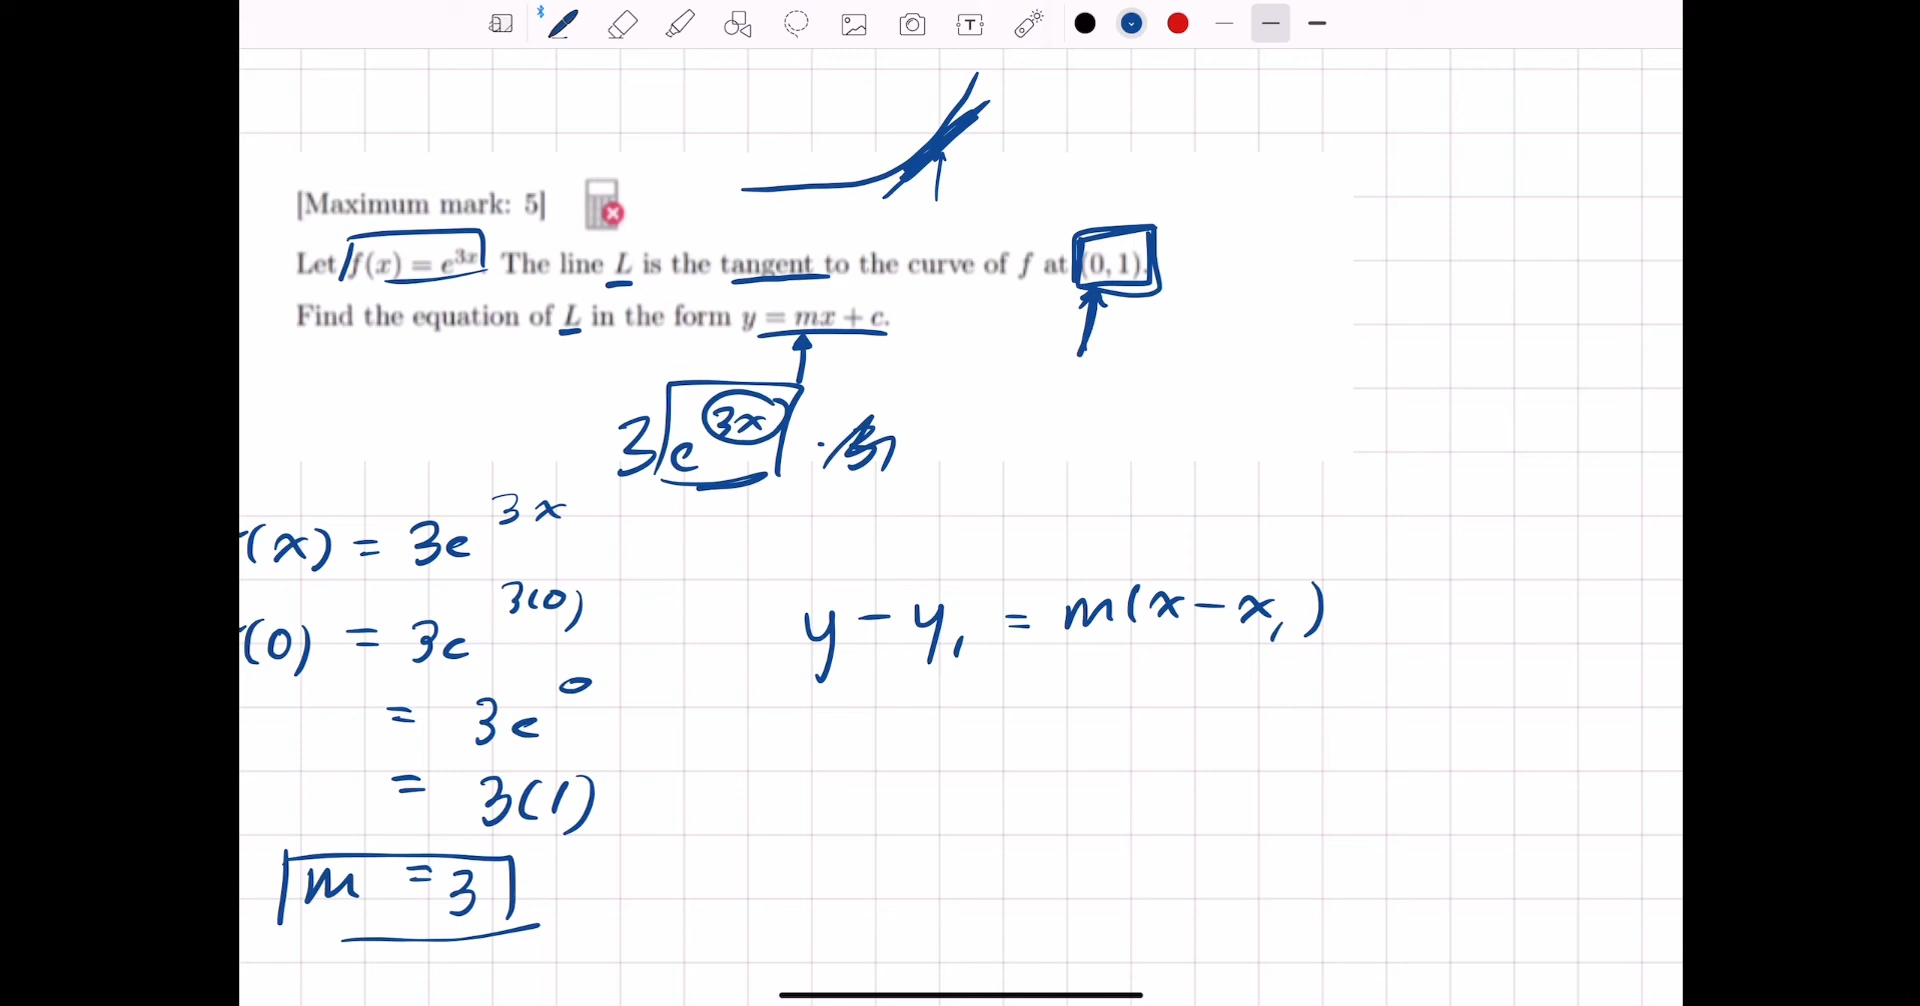 [Maximum mark: 5]
Let f(x) = e^{3x}. The line L is the tangent to the curve of f at (0, 1).
Find the equation of L in the form y = mx + c.
3e^{3x} ·
(x) = 3e^{3x}
(0) = 3e^{3(0)}
= 3e^0
= 3(1)
m = 3
y - y₁ = m(x - x₁)